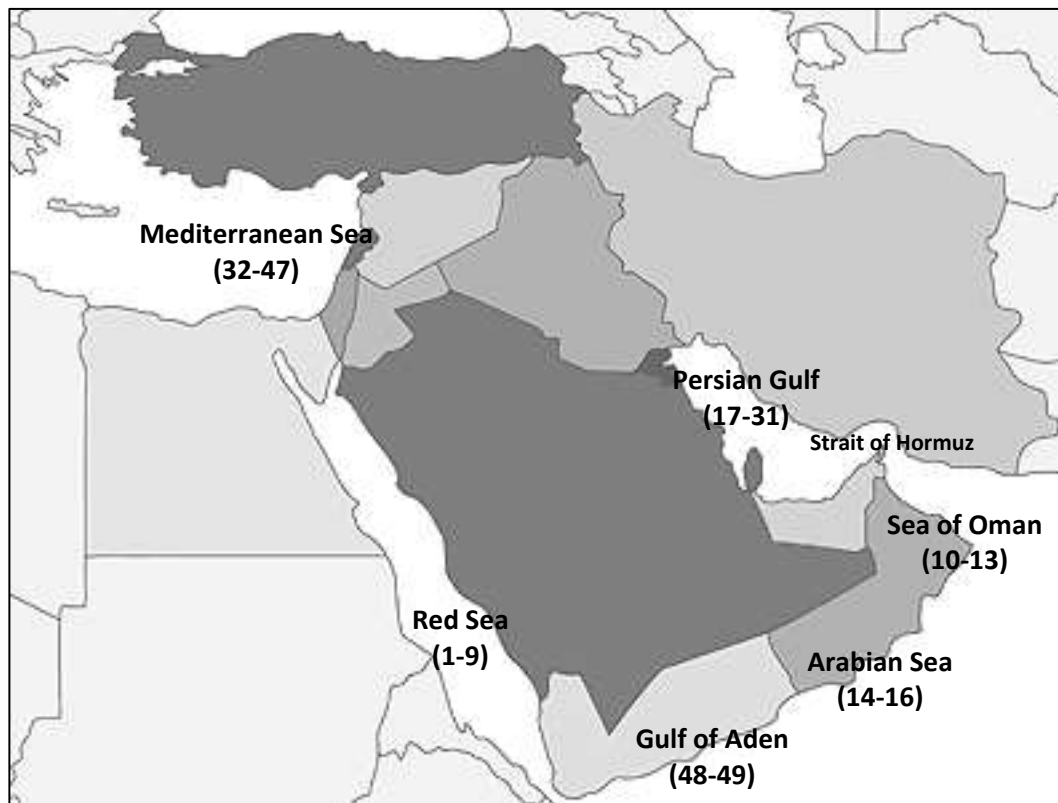 Mediterranean Sea
(32-47)
Persian Gulf
(17-31)
Strait of Hormuz
Sea of Oman
(10-13)
Red Sea
(1-9)
Arabian Sea
(14-16)
Gulf of Aden
(48-49)